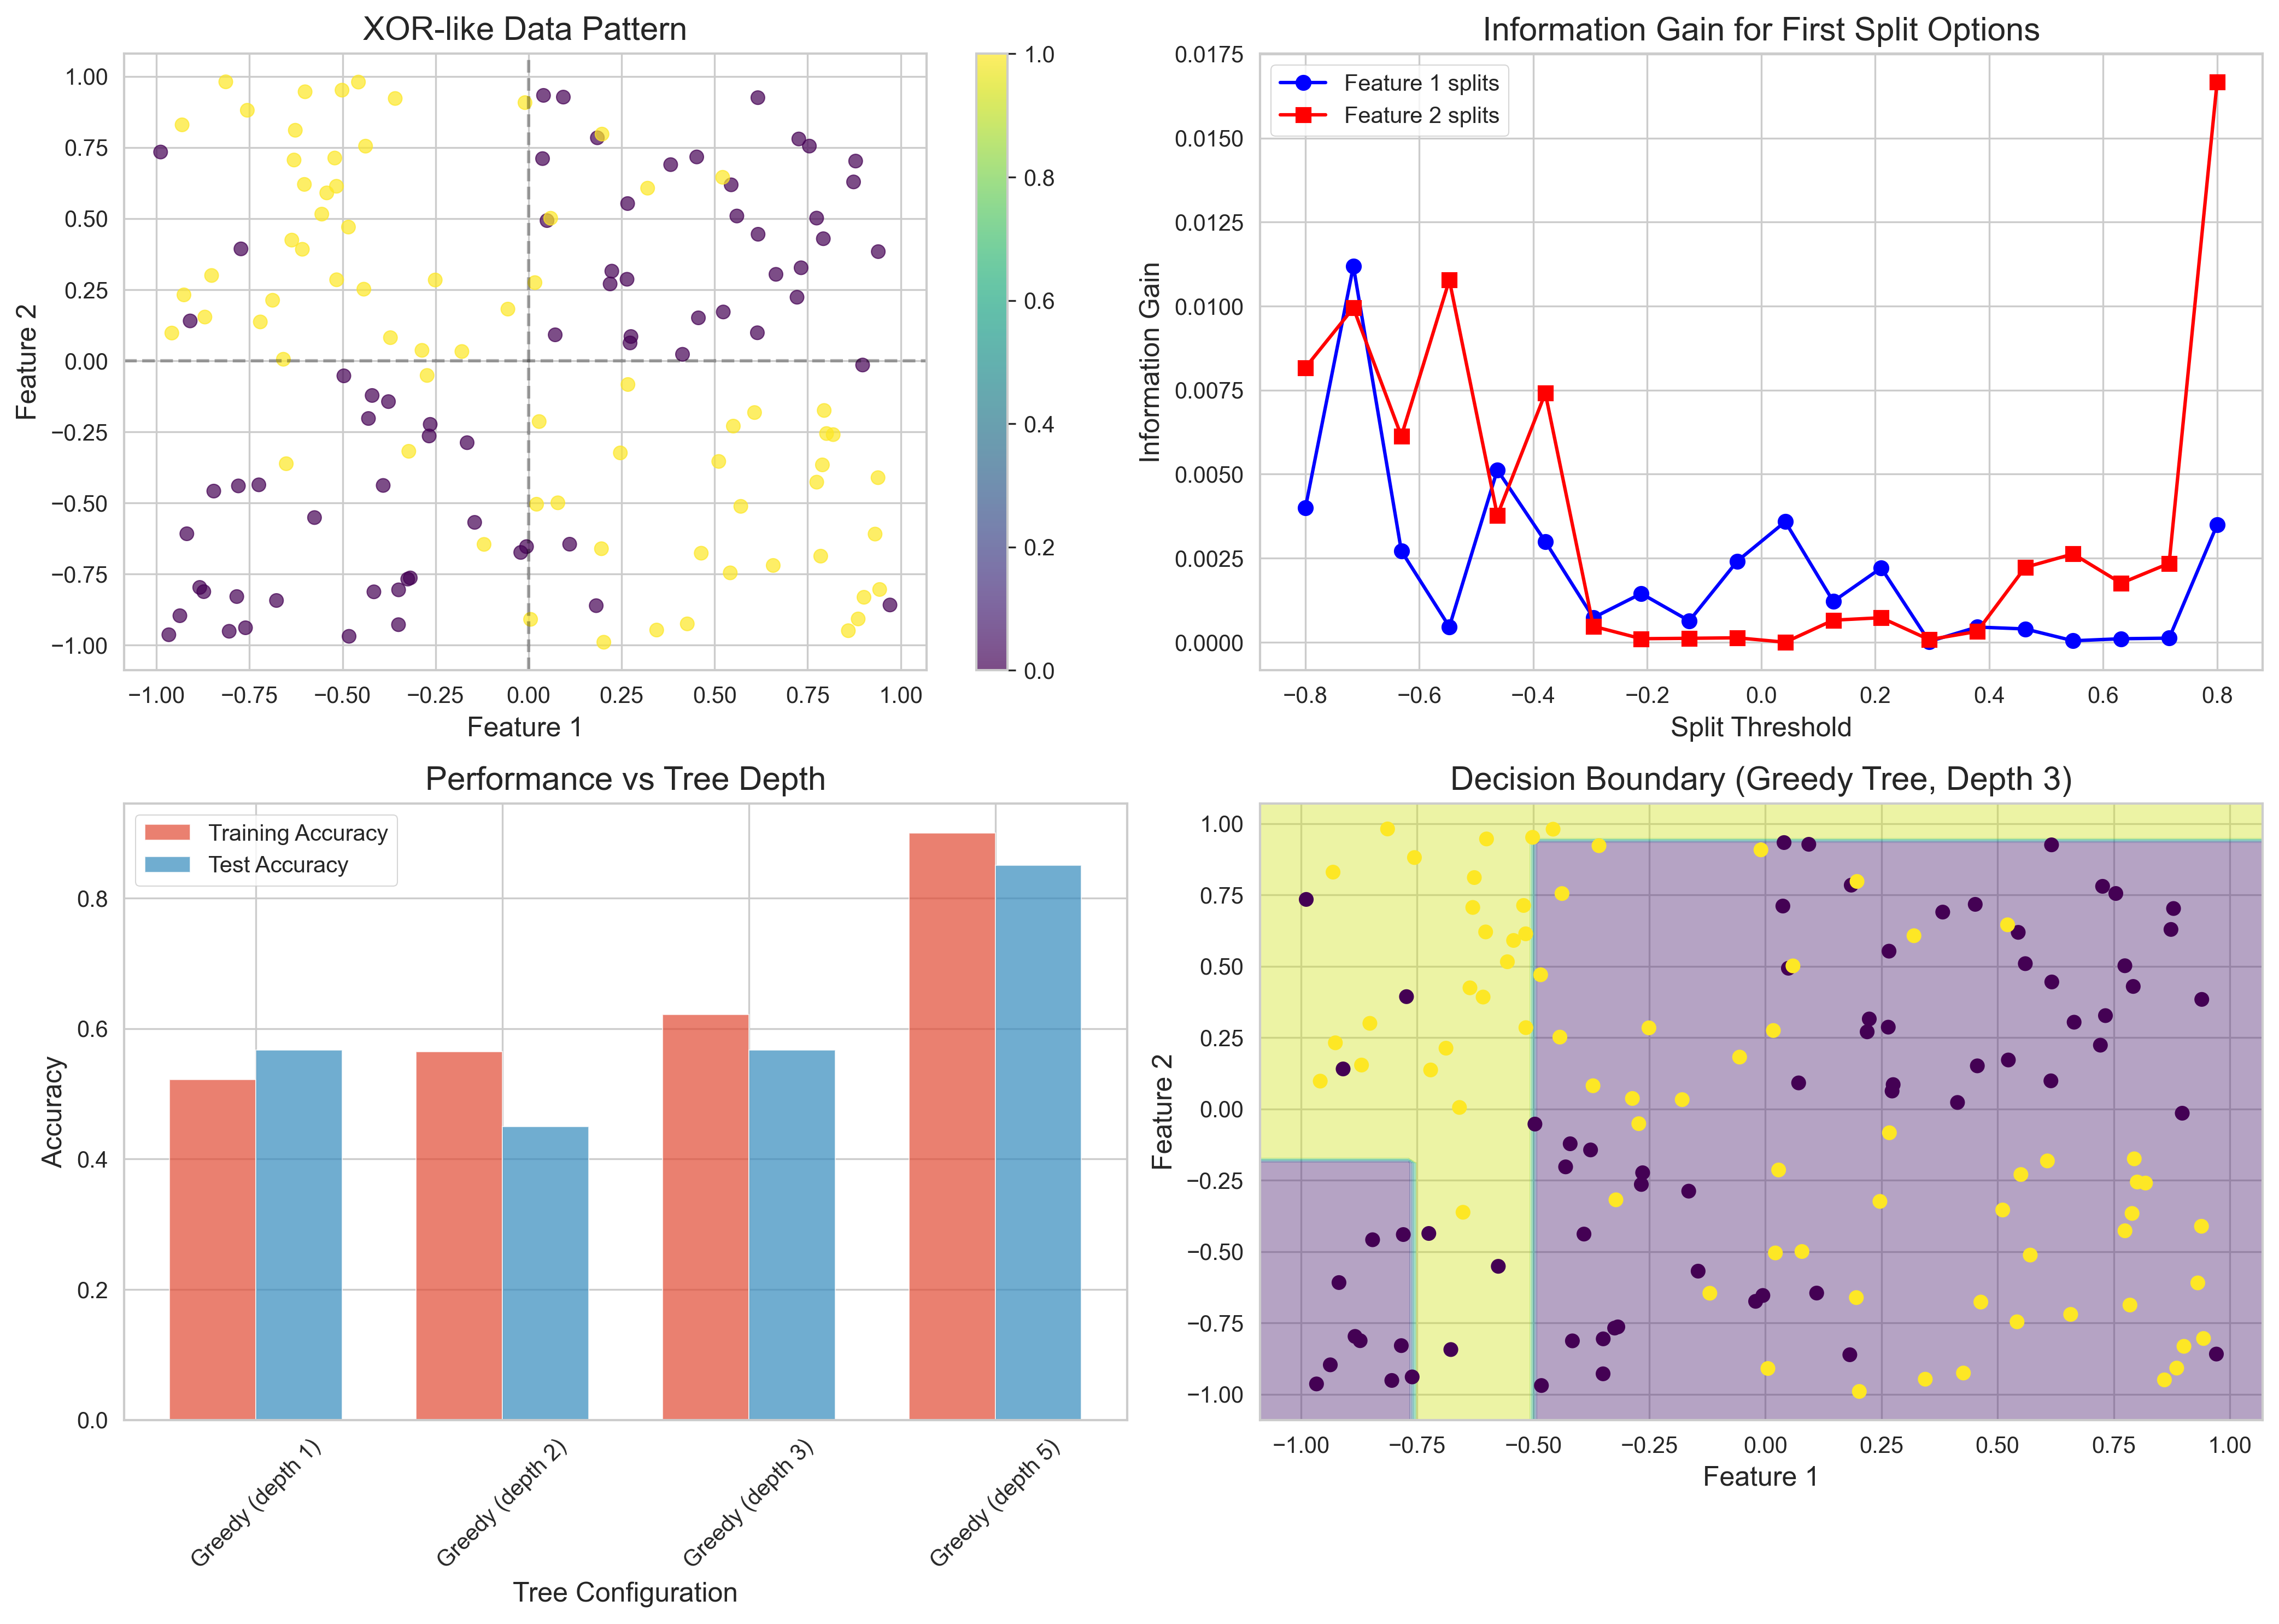 XOR-like Data Pattern
1.00
0.75
0.50
0.25
0.00
−0.25
−0.50
−0.75
−1.00
Feature 2
−1.00 −0.75 −0.50 −0.25 0.00 0.25 0.50 0.75 1.00
Feature 1
1.0
0.8
0.6
0.4
0.2
0.0
Information Gain for First Split Options
Feature 1 splits
Feature 2 splits
0.0175
0.0150
0.0125
0.0100
0.0075
0.0050
0.0025
0.0000
Information Gain
−0.8 −0.6 −0.4 −0.2 0.0 0.2 0.4 0.6 0.8
Split Threshold
Performance vs Tree Depth
Training Accuracy
Test Accuracy
0.8
0.6
0.4
0.2
0.0
Accuracy
Greedy (depth 1)
Greedy (depth 2)
Greedy (depth 3)
Greedy (depth 5)
Tree Configuration
Decision Boundary (Greedy Tree, Depth 3)
1.00
0.75
0.50
0.25
0.00
−0.25
−0.50
−0.75
−1.00
Feature 2
−1.00 −0.75 −0.50 −0.25 0.00 0.25 0.50 0.75 1.00
Feature 1